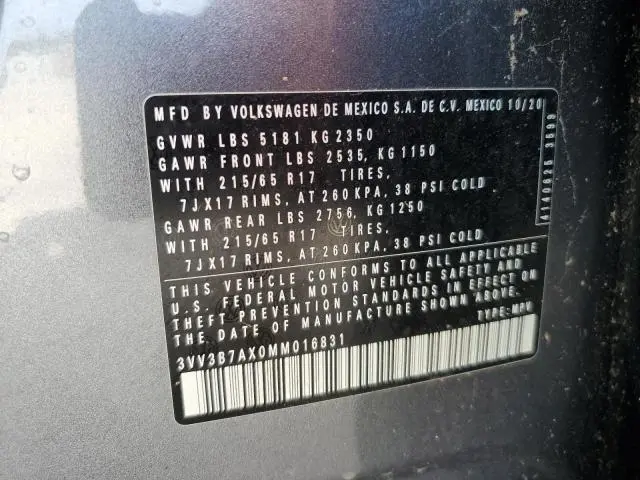 MFD BY VOLKSWAGEN DE MEXICO S.A. DE C.V. MEXICO 10/20
GVWR LBS 5181 KG 2350
GAWR FRONT LBS 2535, KG 1150
WITH 215/65 R17 TIRES,
7JX17 RIMS, AT 260 KPA, 38 PSI COLD
GAWR REAR LBS 2756, KG 1250
WITH 215/65 R17 TIRES,
7JX17 RIMS, AT 260 KPA, 38 PSI COLD
THIS VEHICLE CONFORMS TO ALL APPLICABLE
U.S. FEDERAL MOTOR VEHICLE SAFETY AND
THEFT PREVENTION STANDARDS IN EFFECT ON
THE DATE OF MANUFACTURE SHOWN ABOVE.
TYPE: MPV
3VV3B7AX0MM016831